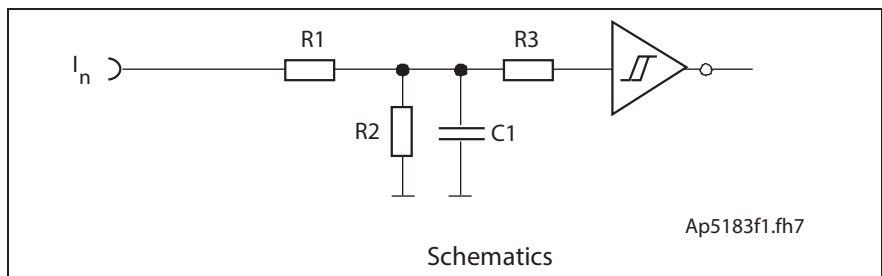 R1
R3
In
R2
C1
Ap5183f1.fh7
Schematics